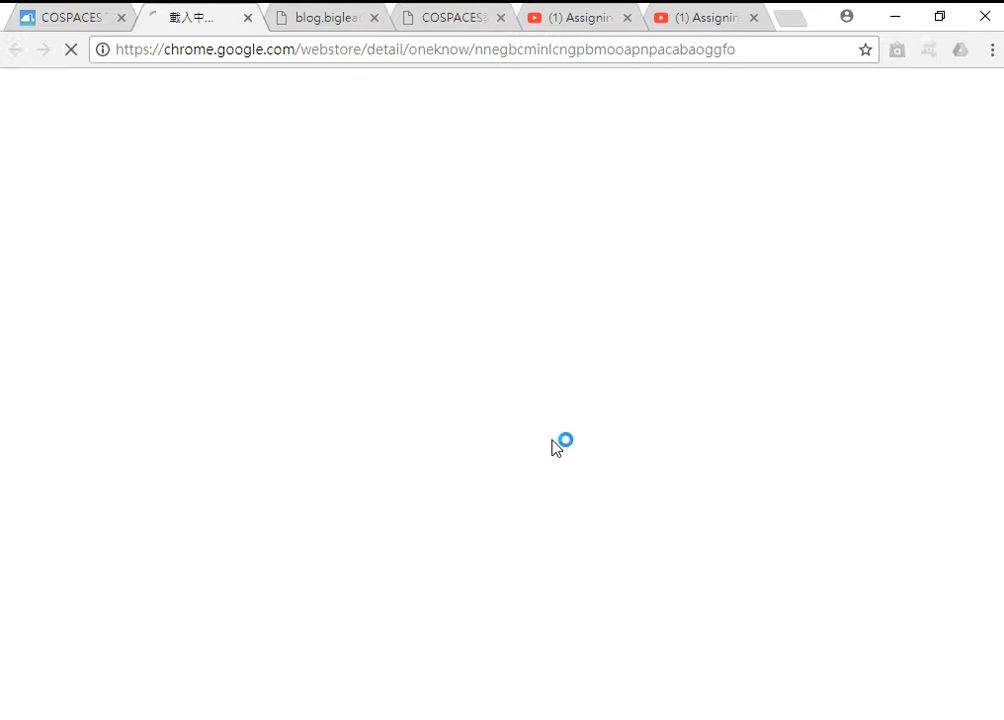 COSPACES
載入中...
blog.biglea
COSPACES
(1) Assignin
(1) Assignin
https://chrome.google.com/webstore/detail/oneknow/nnegbcminlcngpbmooapnpacabaoggfo